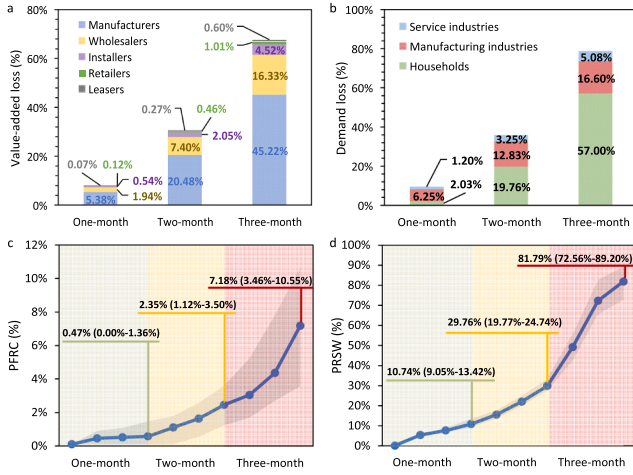 a
Value-added loss (%)
80%
60%
40%
20%
0%
Manufacturers
Wholesalers
Installers
Retailers
Leasers
0.07%
0.12%
0.54%
1.94%
5.38%
0.27%
0.46%
2.05%
7.40%
20.48%
0.60%
1.01%
4.52%
16.33%
45.22%
One-month
Two-month
Three-month
b
Demand loss (%)
100%
80%
60%
40%
20%
0%
Service industries
Manufacturing industries
Households
1.20%
6.25%
2.03%
3.25%
12.83%
19.76%
5.08%
16.60%
57.00%
One-month
Two-month
Three-month
c
PFRC (%)
12%
10%
8%
6%
4%
2%
0%
7.18% (3.46%-10.55%)
2.35% (1.12%-3.50%)
0.47% (0.00%-1.36%)
One-month
Two-month
Three-month
d
PRSW (%)
100%
90%
80%
70%
60%
50%
40%
30%
20%
10%
0%
81.79% (72.56%-89.20%)
29.76% (19.77%-24.74%)
10.74% (9.05%-13.42%)
One-month
Two-month
Three-month